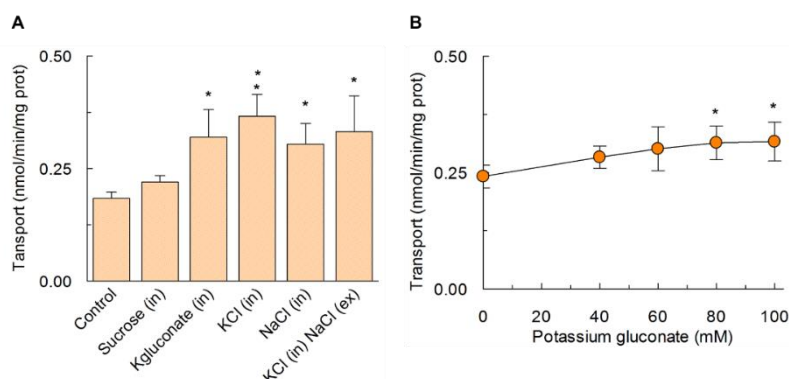 A
Tansport (nmol/min/mg prot)
0.50
0.25
0.00
*
*
*
*
*
Control
Sucrose (in)
Kgluconate (in)
KCl (in)
NaCl (in)
KCl (in) NaCl (ex)
B
Transport (nmol/min/mg prot)
0.50
0.25
0.00
*
*
0
20
40
60
80
100
Potassium gluconate (mM)